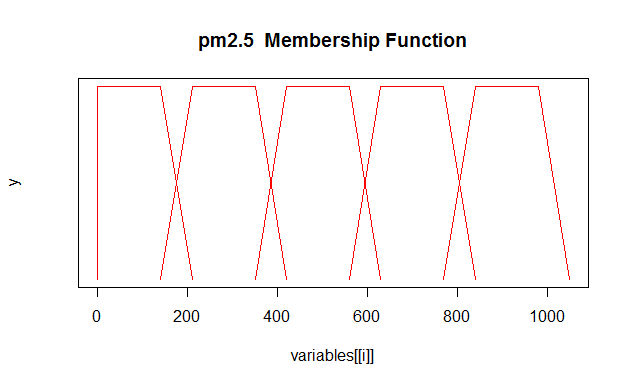 pm2.5  Membership Function
y
0 200 400 600 800 1000
variables[[i]]